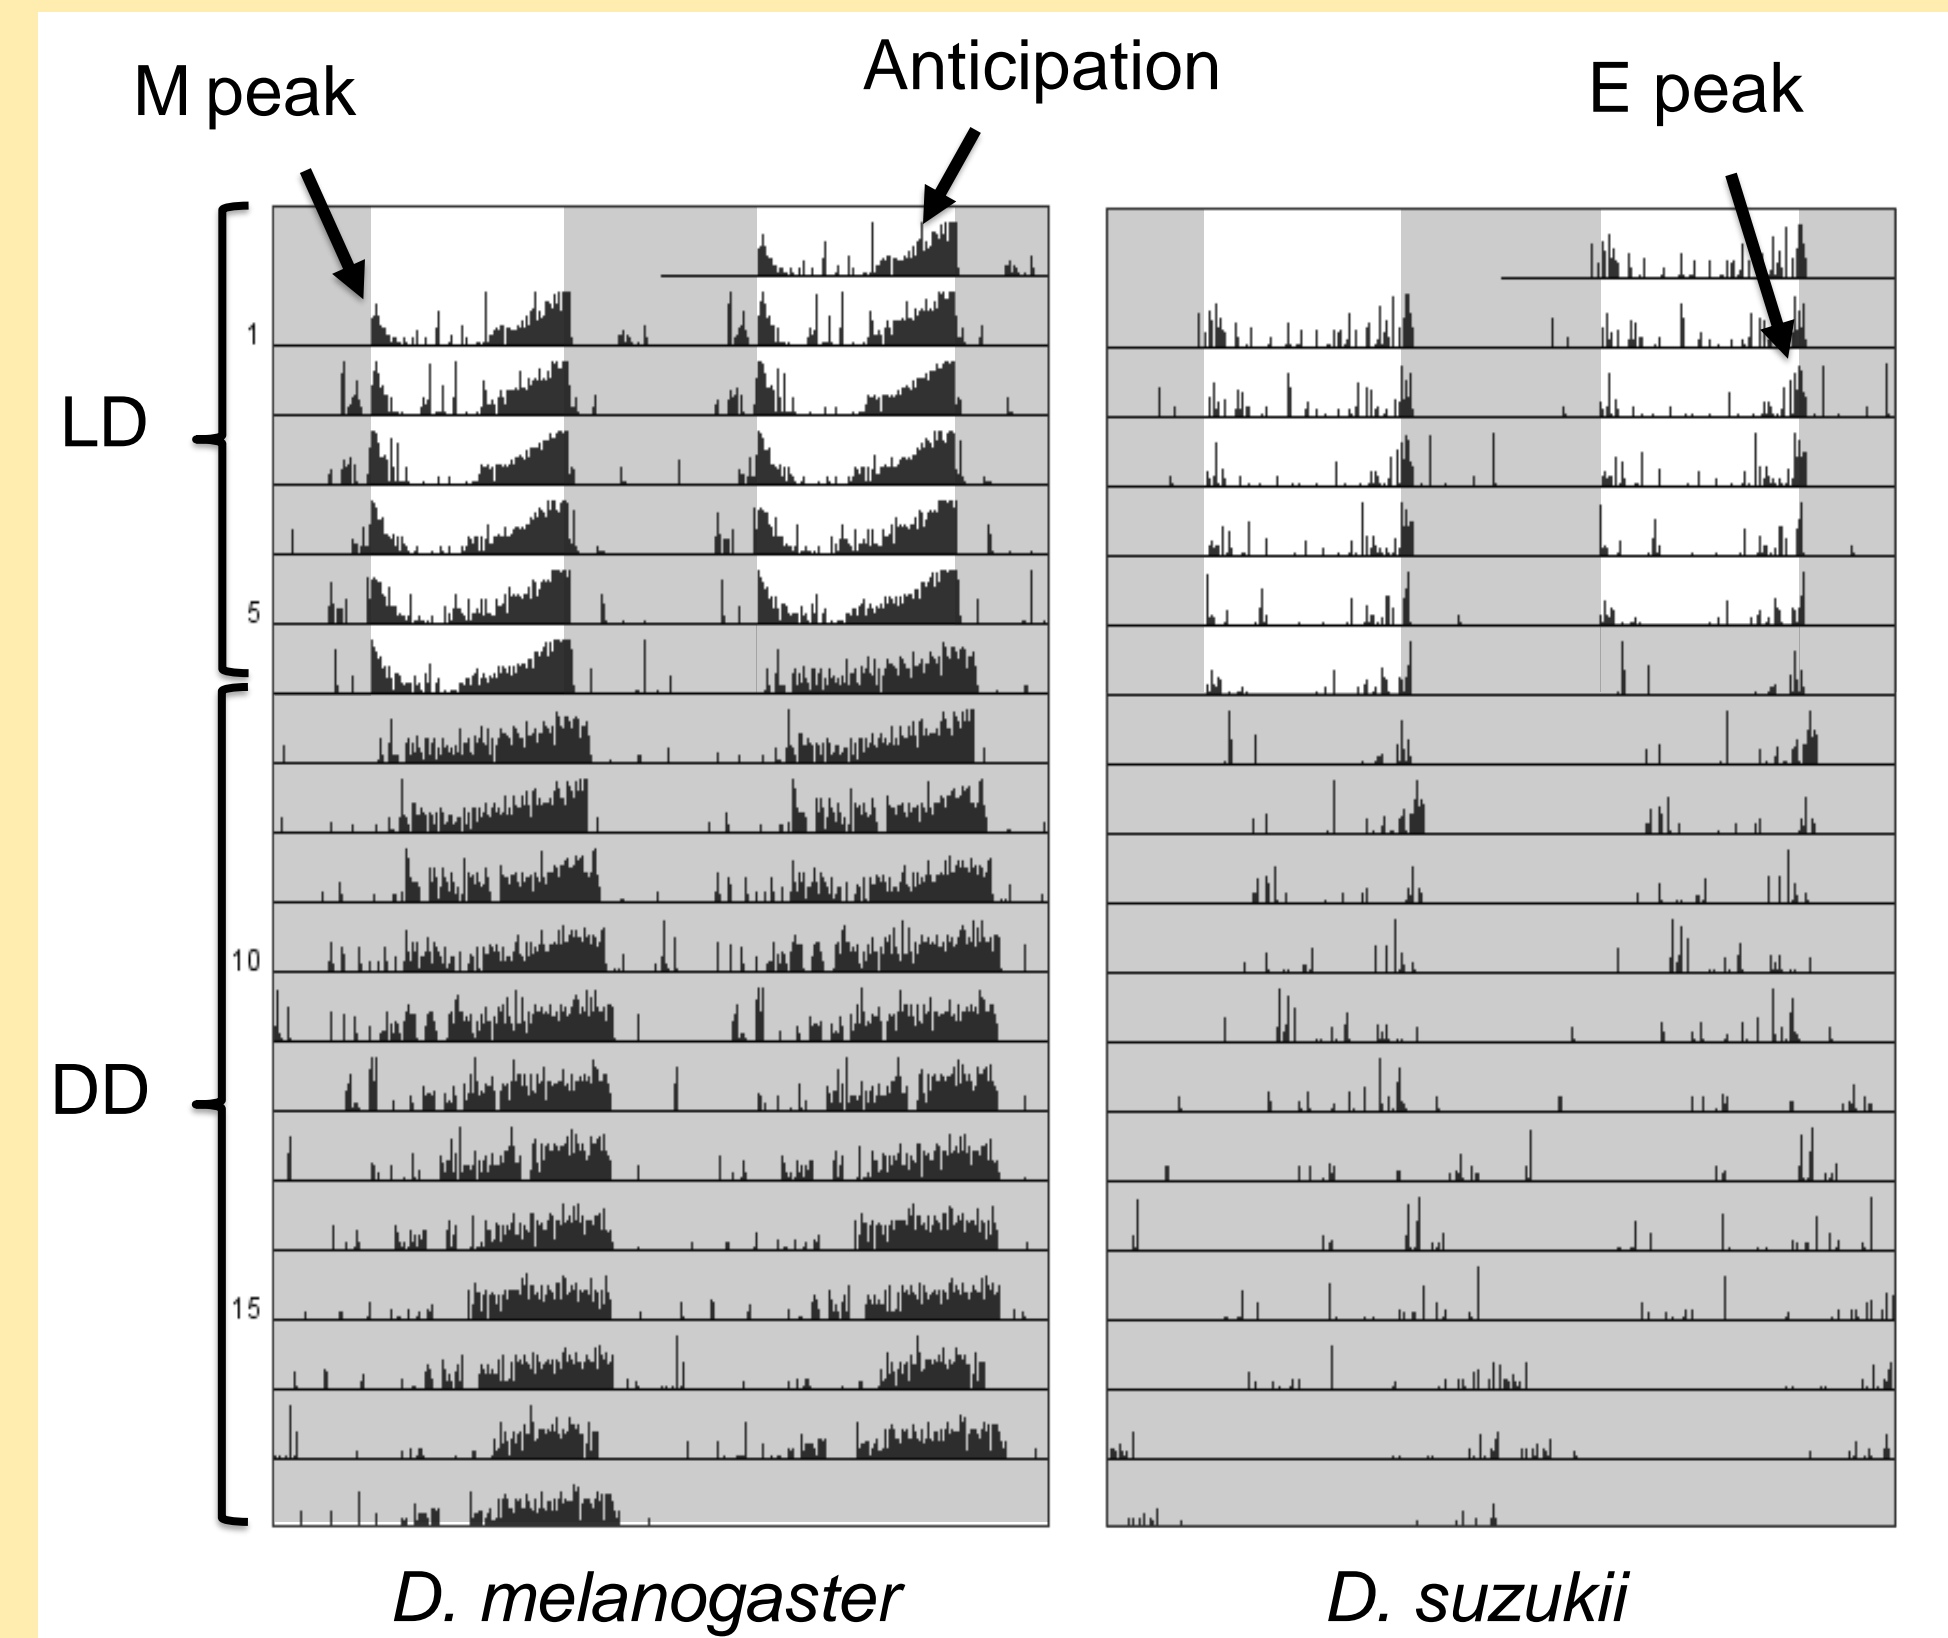 M peak
Anticipation
E peak
1
LD
5
10
DD
15
D. melanogaster
D. suzukii